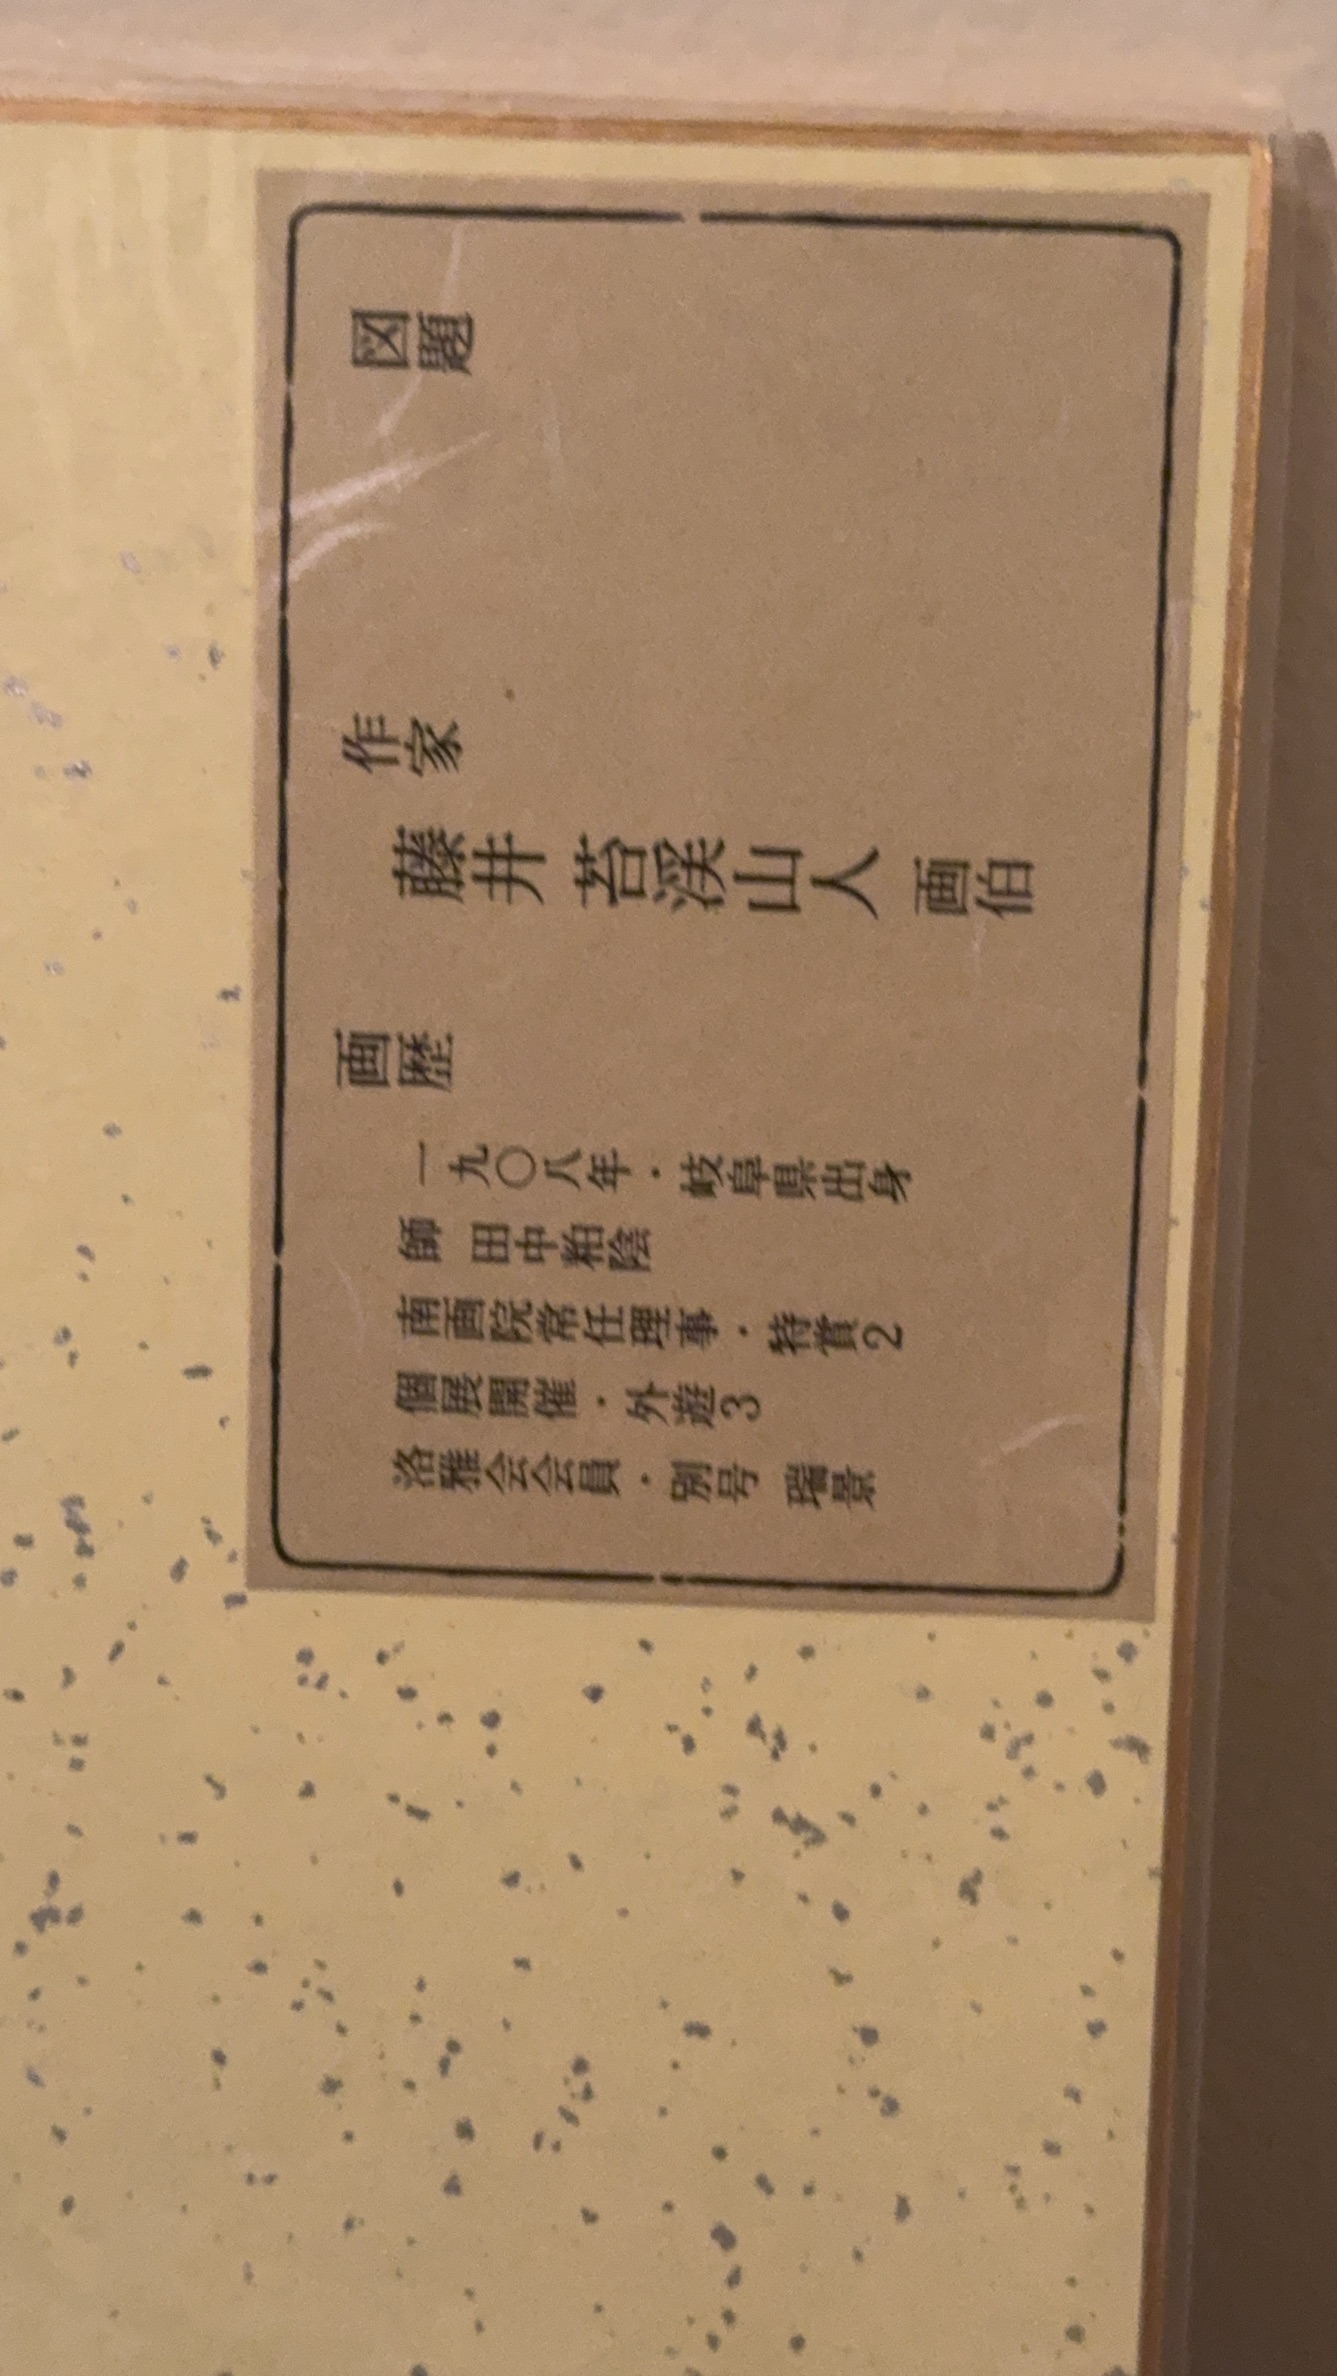 図題
作家
藤井 苔渓山人 画伯
画歴
一九〇八年・岐阜県出身
師 田中柏陰
南画院常任理事・特賞2
個展開催・外遊3
洛雅会会員・別号 瑞景